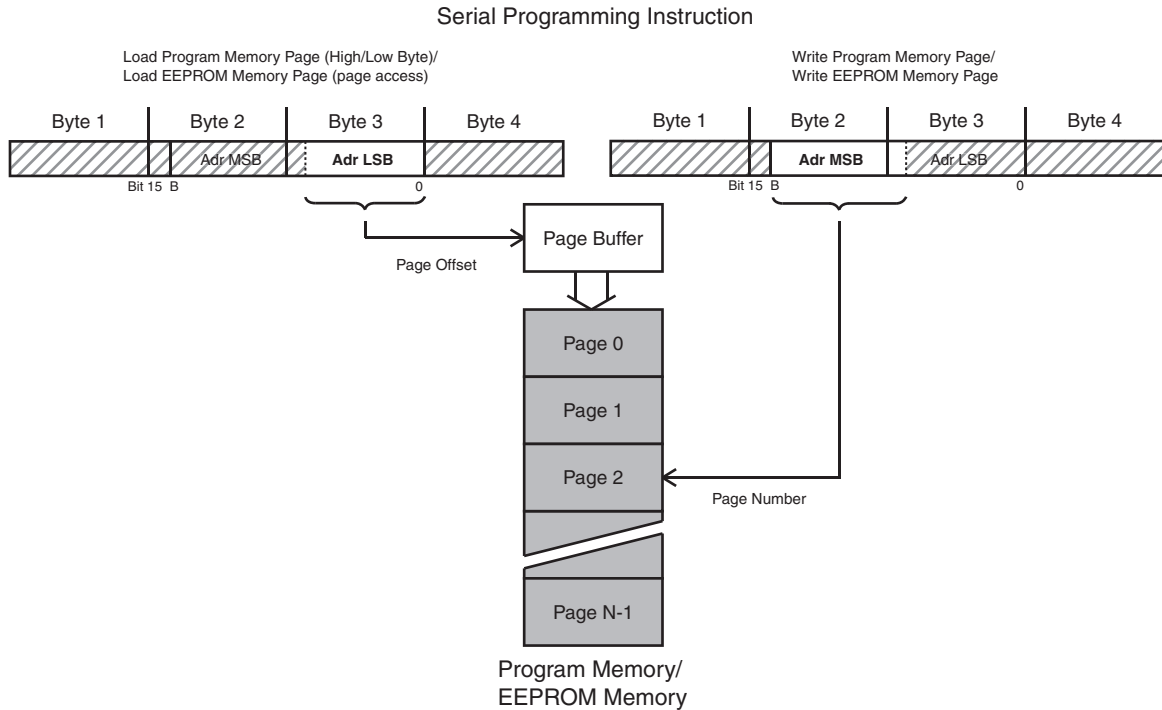 Serial Programming Instruction
Load Program Memory Page (High/Low Byte)/
Load EEPROM Memory Page (page access)
Write Program Memory Page/
Write EEPROM Memory Page
Byte 1 Byte 2 Byte 3 Byte 4
Byte 1 Byte 2 Byte 3 Byte 4
Adr MSB Adr LSB
Adr MSB Adr LSB
Bit 15 B 0
Bit 15 B 0
Page Buffer
Page Offset
Page 0
Page 1
Page 2
Page Number
Page N-1
Program Memory/
EEPROM Memory